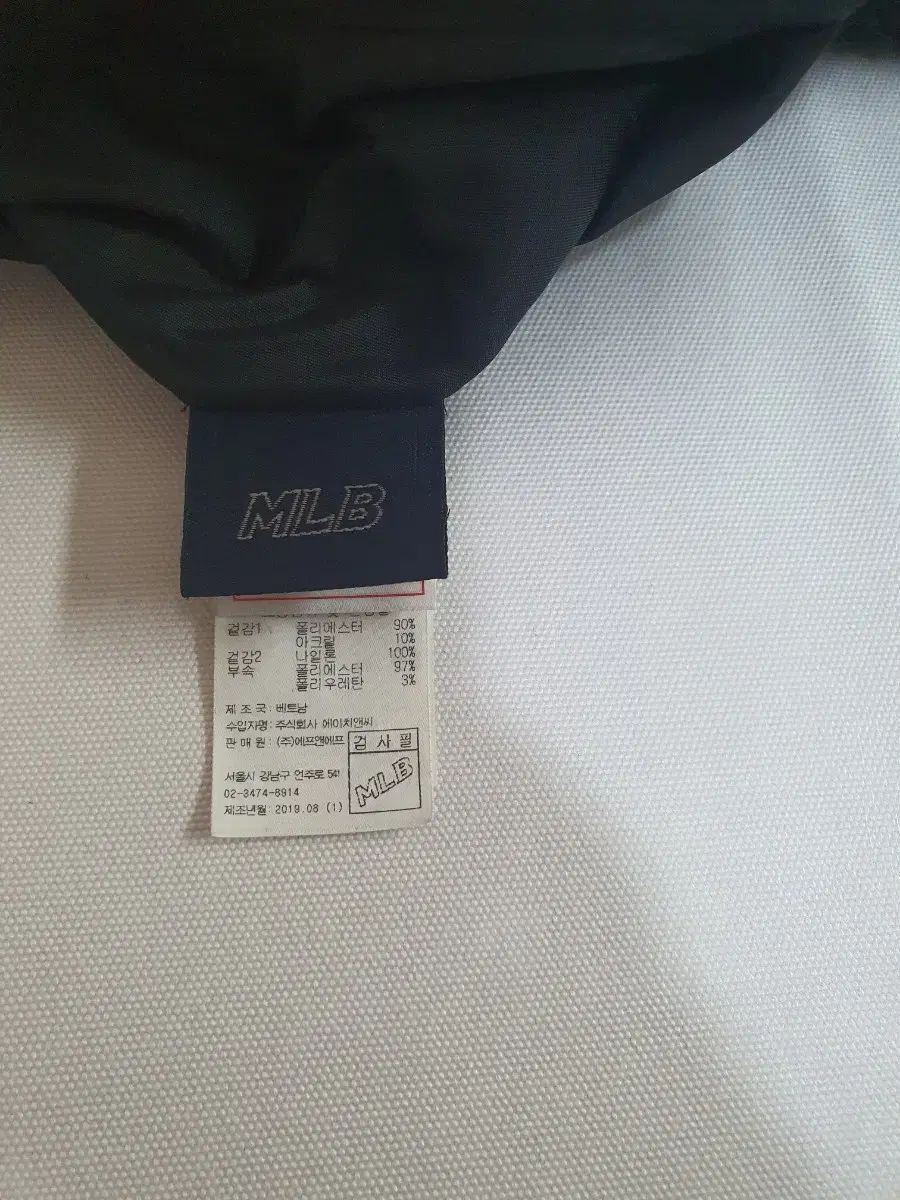 MLB
겉감1 폴리에스터 90%
아크릴 10%
겉감2 나일론 100%
부속 폴리에스터 97%
폴리우레탄 3%
제 조 국 : 베트남
수입자명 : 주식회사 에이치앤씨
판 매 원 : (주)에프앤에프
검 사 필
MLB
서울시 강남구 언주로 541
02-3474-8914
제조년월 : 2019.08 (1)